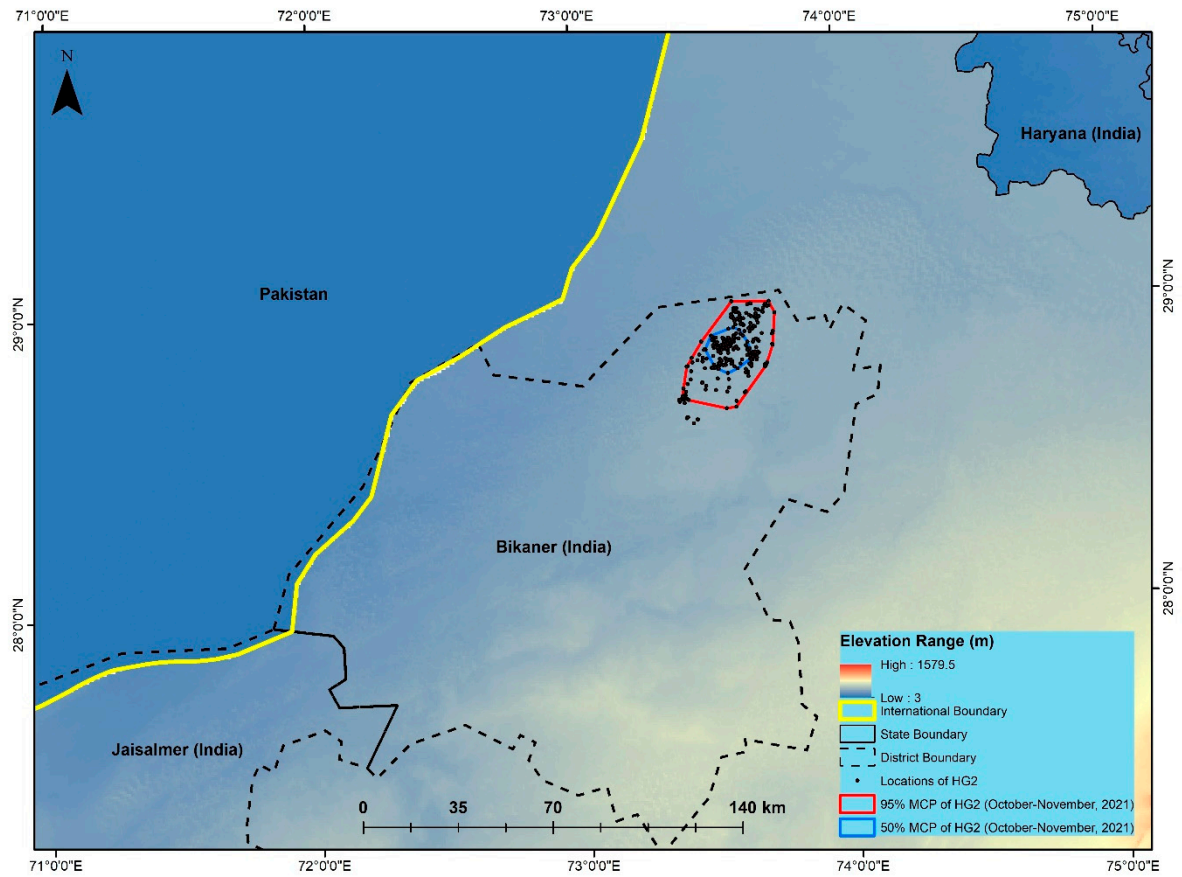 71°0'0"E 72°0'0"E 73°0'0"E 74°0'0"E 75°0'0"E
N
Haryana (India)
Pakistan
29°0'0"N
29°0'0"N
Bikaner (India)
28°0'0"N
28°0'0"N
Jaisalmer (India)
0 35 70 140 km
Elevation Range (m)
High : 1579.5
Low : 3
International Boundary
State Boundary
District Boundary
Locations of HG2
95% MCP of HG2 (October-November, 2021)
50% MCP of HG2 (October-November, 2021)
71°0'0"E 72°0'0"E 73°0'0"E 74°0'0"E 75°0'0"E